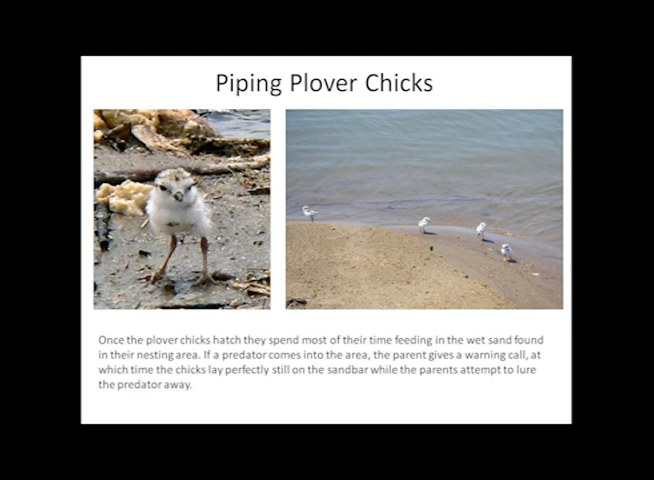 Piping Plover Chicks
Once the plover chicks hatch they spend most of their time feeding in the wet sand found
in their nesting area. If a predator comes into the area, the parent gives a warning call, at
which time the chicks lay perfectly still on the sandbar while the parents attempt to lure
the predator away.